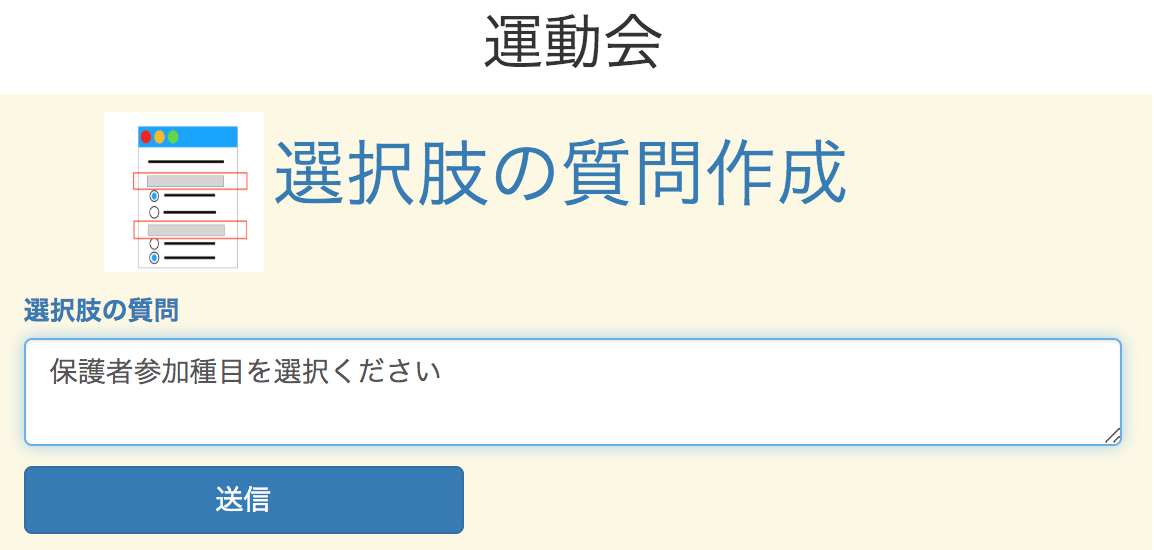 運動会
選択肢の質問作成
選択肢の質問
保護者参加種目を選択ください
送信